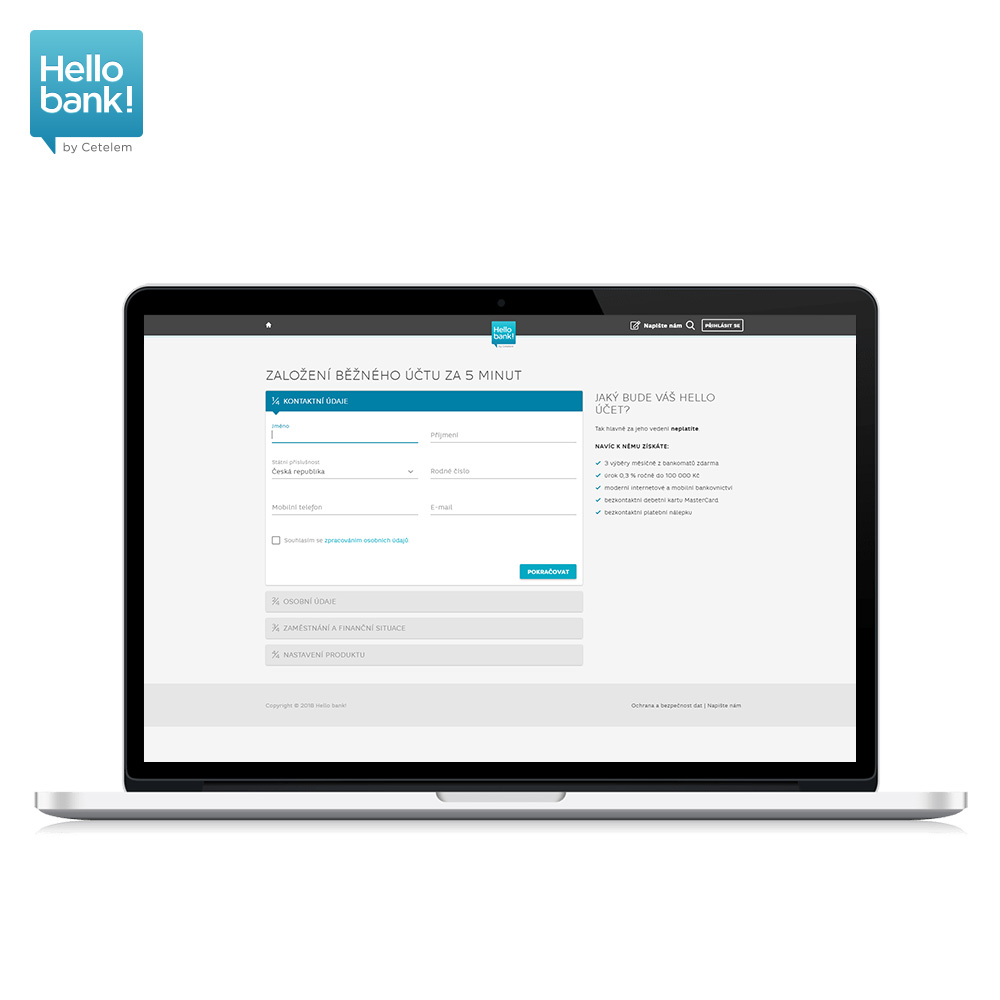 Hello
bank!
by Cetelem
Hello
bank!
by Cetelem
Napište nám
PŘIHLÁSIT SE
ZALOŽENÍ BĚŽNÉHO ÚČTU ZA 5 MINUT
1/4 KONTAKTNÍ ÚDAJE
Jméno
Příjmení
Státní příslušnost
Česká republika
Rodné číslo
Mobilní telefon
E-mail
Souhlasím se zpracováním osobních údajů
POKRAČOVAT
2/4 OSOBNÍ ÚDAJE
3/4 ZAMĚSTNÁNÍ A FINANČNÍ SITUACE
4/4 NASTAVENÍ PRODUKTU
JAKÝ BUDE VÁŠ HELLO
ÚČET?
Tak hlavně za jeho vedení neplatíte.
NAVÍC K NĚMU ZÍSKÁTE:
3 výběry měsíčně z bankomatů zdarma
úrok 0,3 % ročně do 100 000 Kč
moderní internetové a mobilní bankovnictví
bezkontaktní debetní kartu MasterCard.
bezkontaktní platební nálepku
Copyright © 2018 Hello bank!
Ochrana a bezpečnost dat | Napište nám